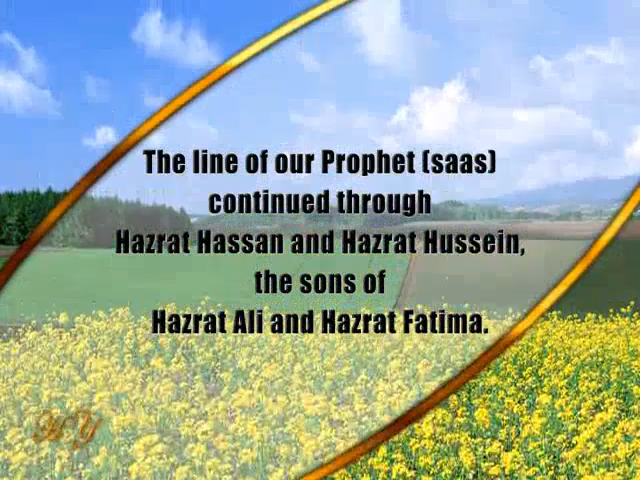 The line of our Prophet (saas)
continued through
Hazrat Hassan and Hazrat Hussein,
the sons of
Hazrat Ali and Hazrat Fatima.
HY